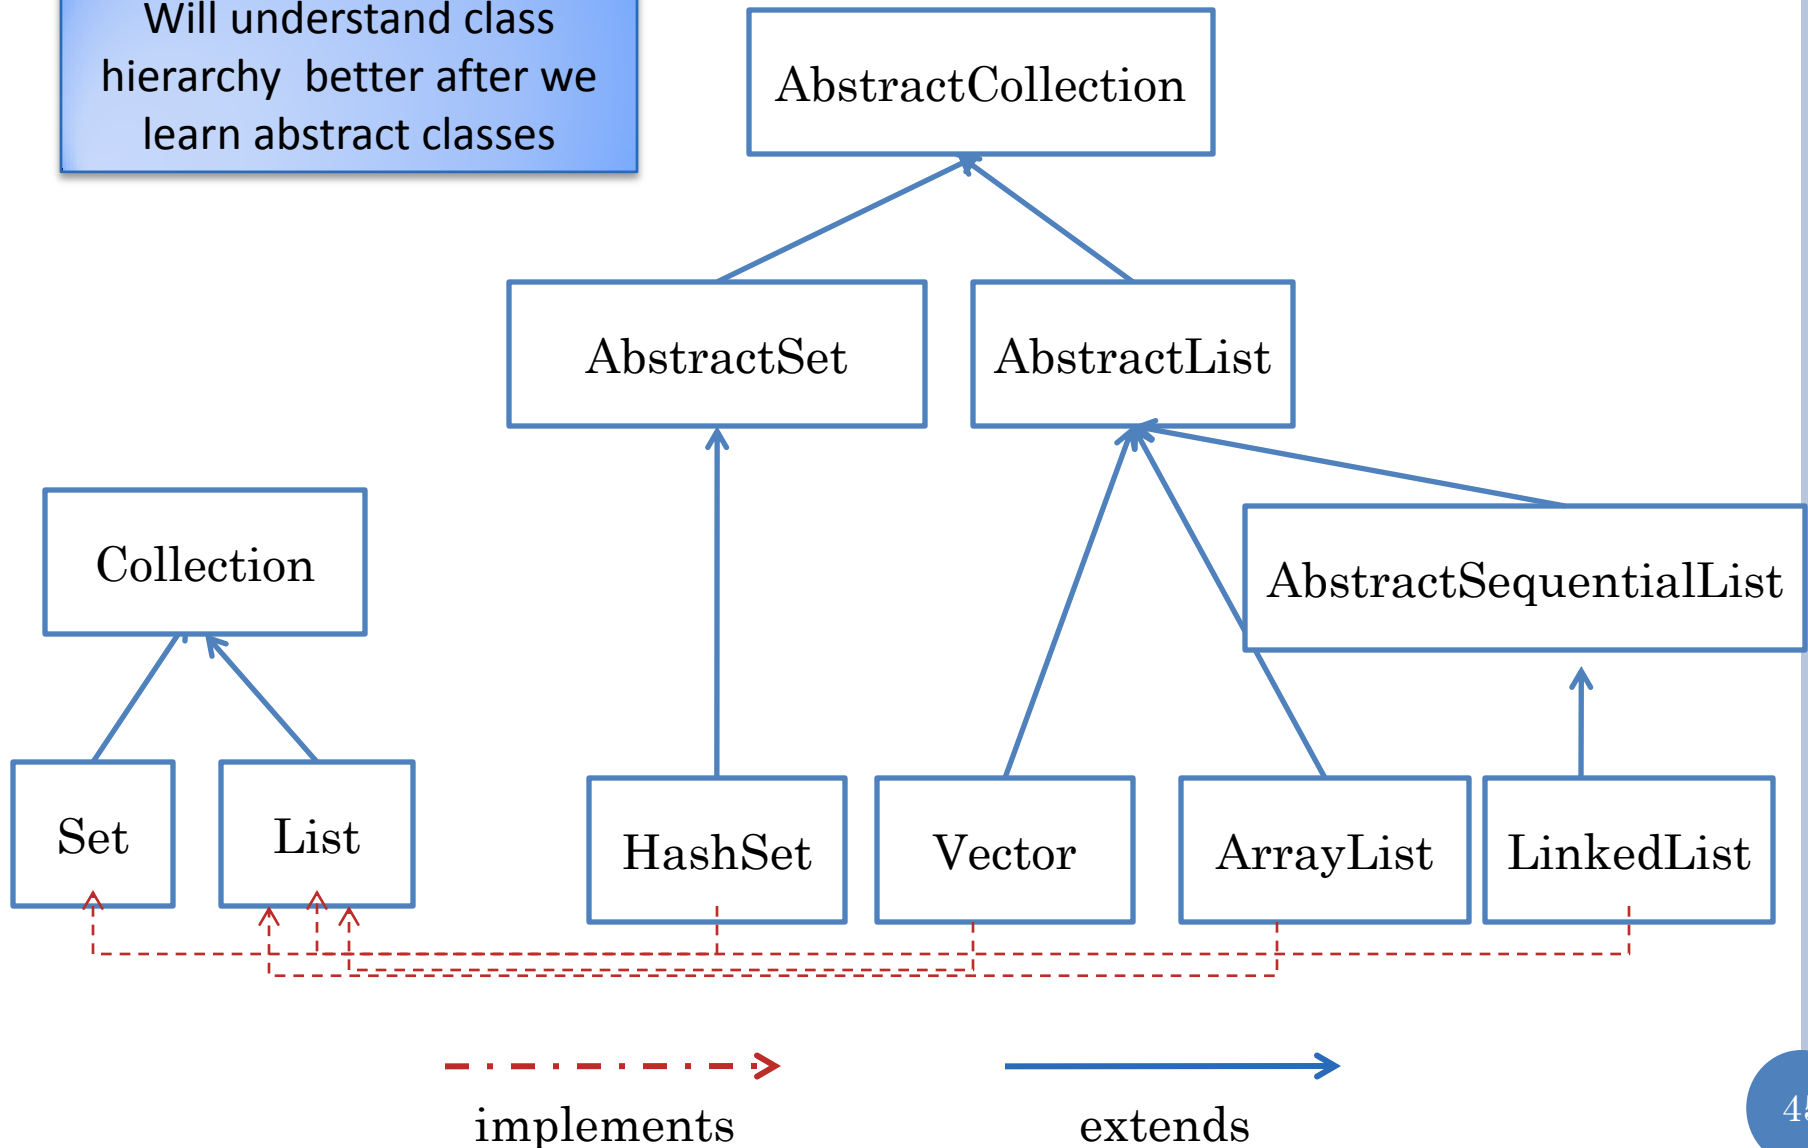 Will understand class
hierarchy better after we
learn abstract classes
AbstractCollection
AbstractSet
AbstractList
Collection
AbstractSequentialList
Set
List
HashSet
Vector
ArrayList
LinkedList
implements
extends